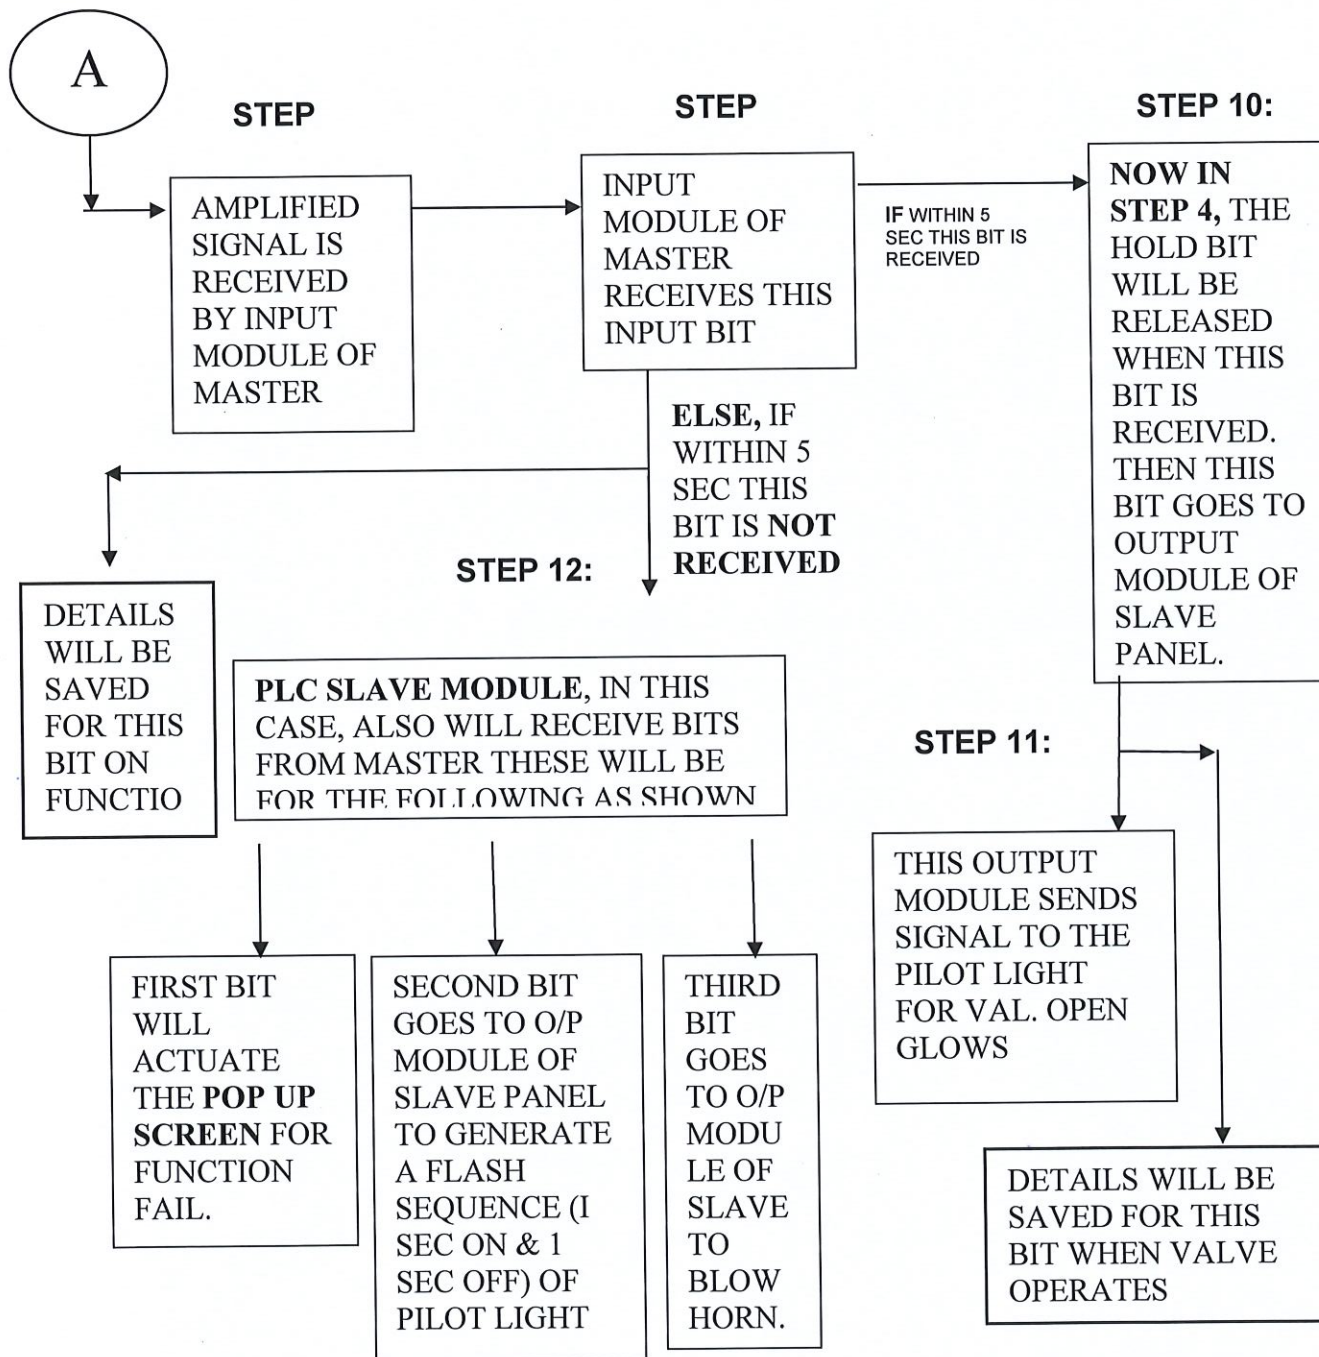 A
STEP
STEP
STEP 10:
AMPLIFIED
SIGNAL IS
RECEIVED
BY INPUT
MODULE OF
MASTER
INPUT
MODULE OF
MASTER
RECEIVES THIS
INPUT BIT
IF WITHIN 5
SEC THIS BIT IS
RECEIVED
NOW IN
STEP 4, THE
HOLD BIT
WILL BE
RELEASED
WHEN THIS
BIT IS
RECEIVED.
THEN THIS
BIT GOES TO
OUTPUT
MODULE OF
SLAVE
PANEL.
ELSE, IF
WITHIN 5
SEC THIS
BIT IS NOT
RECEIVED
STEP 12:
DETAILS
WILL BE
SAVED
FOR THIS
BIT ON
FUNCTIO
PLC SLAVE MODULE, IN THIS
CASE, ALSO WILL RECEIVE BITS
FROM MASTER THESE WILL BE
FOR THE FOLLOWING AS SHOWN
STEP 11:
THIS OUTPUT
MODULE SENDS
SIGNAL TO THE
PILOT LIGHT
FOR VAL. OPEN
GLOWS
FIRST BIT
WILL
ACTUATE
THE POP UP
SCREEN FOR
FUNCTION
FAIL.
SECOND BIT
GOES TO O/P
MODULE OF
SLAVE PANEL
TO GENERATE
A FLASH
SEQUENCE (I
SEC ON & 1
SEC OFF) OF
PILOT LIGHT
THIRD
BIT
GOES
TO O/P
MODU
LE OF
SLAVE
TO
BLOW
HORN.
DETAILS WILL BE
SAVED FOR THIS
BIT WHEN VALVE
OPERATES